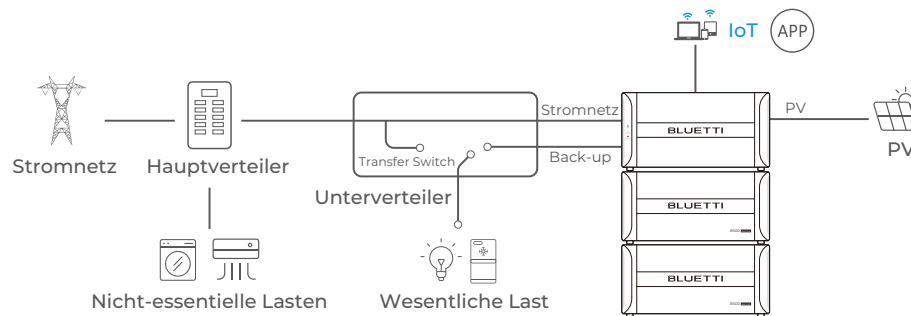 IoT
APP
Stromnetz
PV
BLUETTI
Stromnetz
Hauptverteiler
Transfer Switch
Back-up
PV
Unterverteiler
BLUETTI
BLUETTI
Nicht-essentielle Lasten
Wesentliche Last